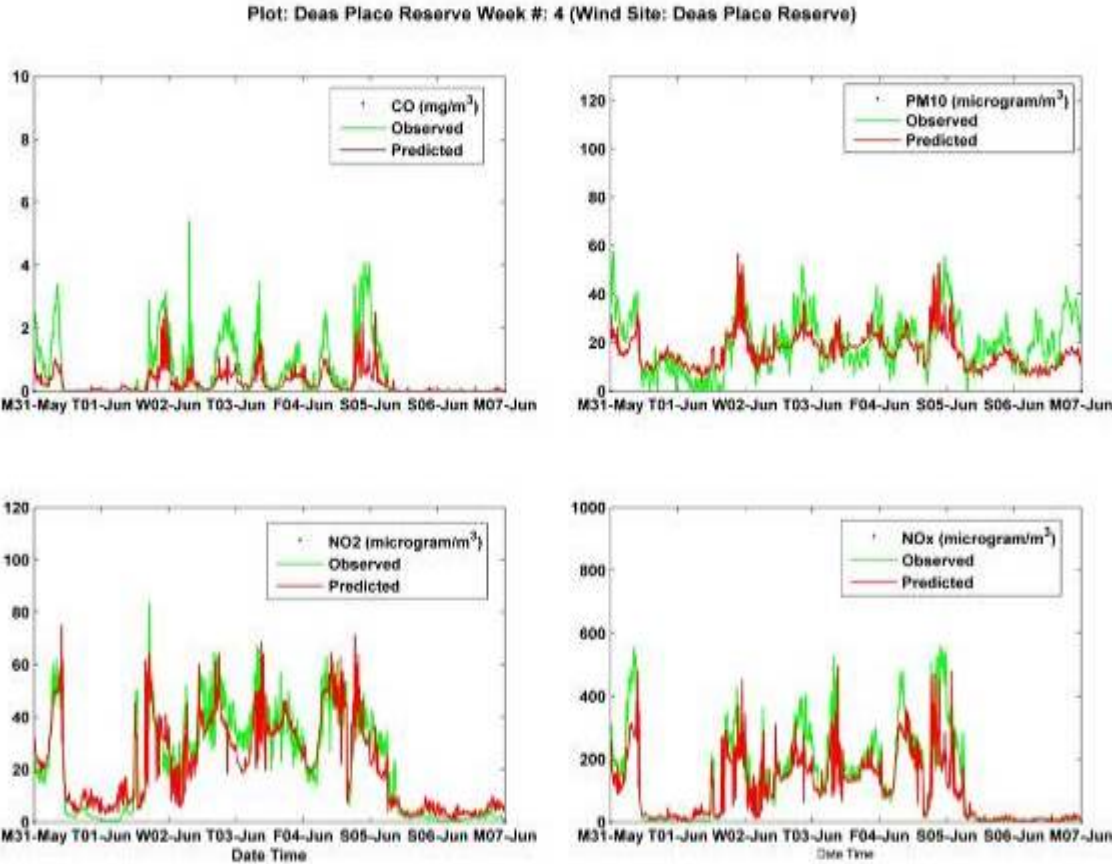 Plot: Deas Place Reserve Week #: 4 (Wind Site: Deas Place Reserve)
10
8
6
4
2
0
CO (mg/m³)
Observed
Predicted
M31-May T01-Jun W02-Jun T03-Jun F04-Jun S05-Jun S06-Jun M07-Jun
120
100
80
60
40
20
0
PM10 (microgram/m³)
Observed
Predicted
M31-May T01-Jun W02-Jun T03-Jun F04-Jun S05-Jun S06-Jun M07-Jun
120
100
80
60
40
20
0
NO2 (microgram/m³)
Observed
Predicted
M31-May T01-Jun W02-Jun T03-Jun F04-Jun S05-Jun S06-Jun M07-Jun
Date Time
1000
800
600
400
200
0
NOx (microgram/m³)
Observed
Predicted
M31-May T01-Jun W02-Jun T03-Jun F04-Jun S05-Jun S06-Jun M07-Jun
Date Time